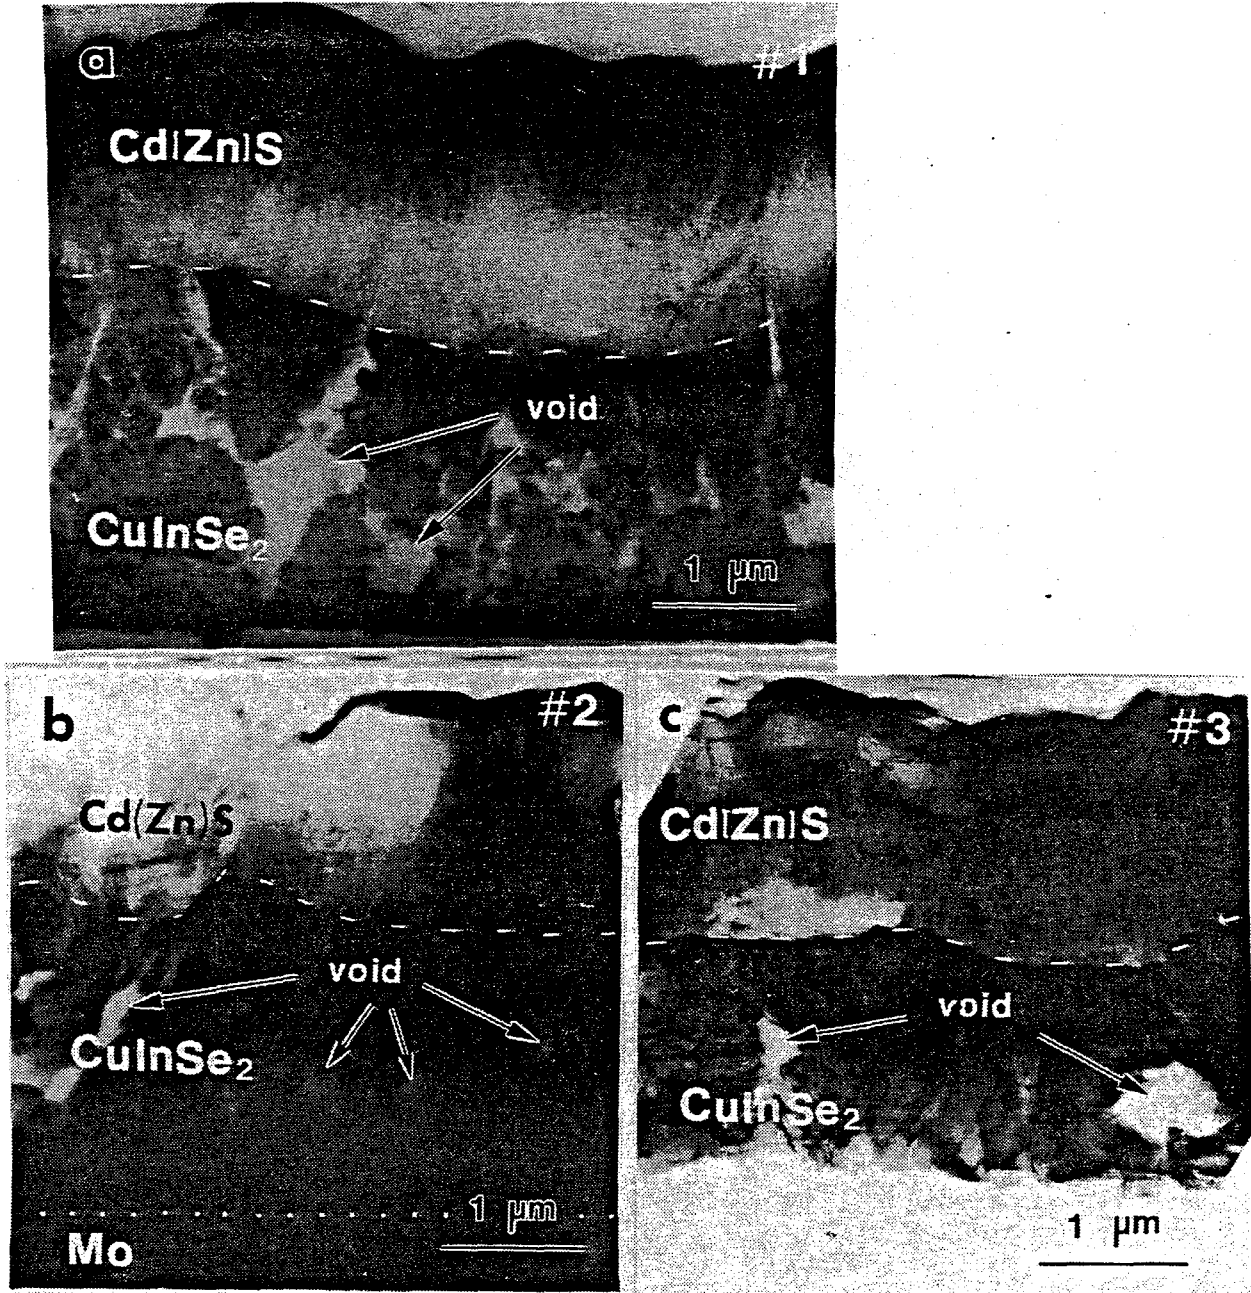 a
#1
Cd(Zn)S
void
CuInSe₂
1 μm
b
#2
Cd(Zn)S
void
CuInSe₂
1 μm
Mo
c
#3
Cd(Zn)S
void
CuInSe₂
1 μm